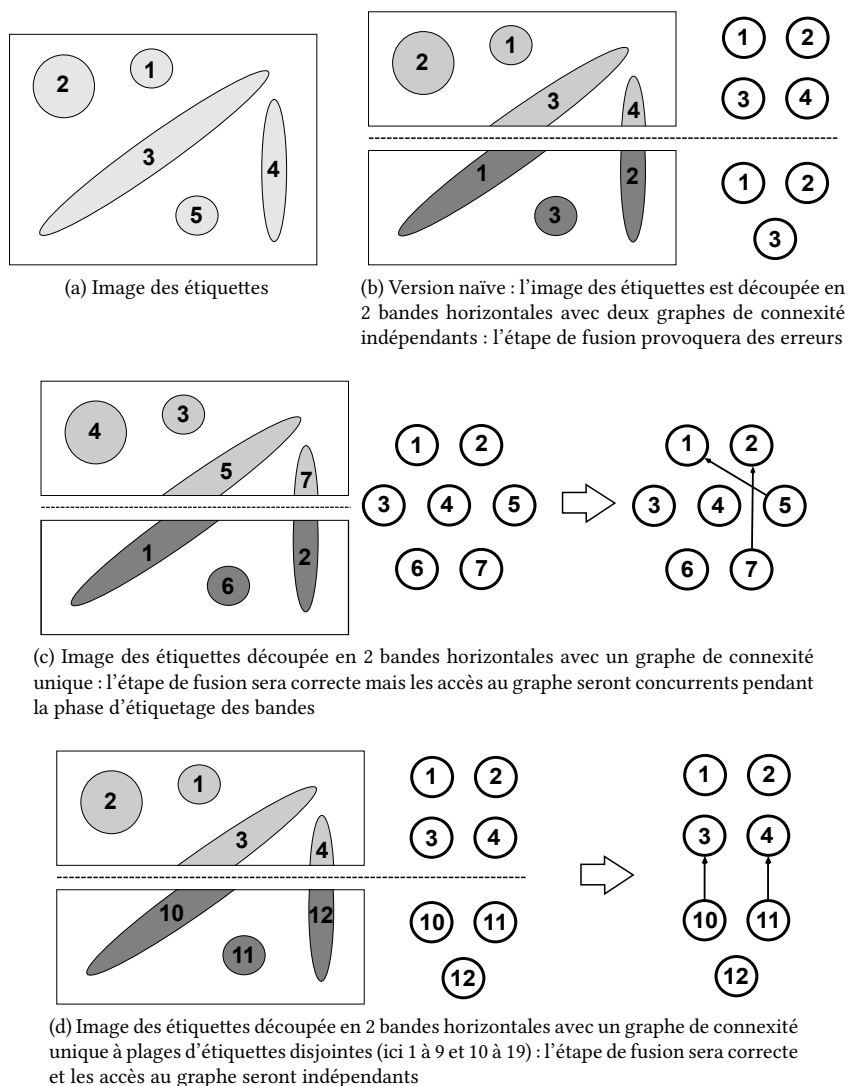 2 1 3 4 5
(a) Image des étiquettes
2 1 3 4 1 2 3 4
1 2 3 1 2 3
(b) Version naïve : l'image des étiquettes est découpée en
2 bandes horizontales avec deux graphes de connexité
indépendants : l'étape de fusion provoquera des erreurs
4 3 5 7
1 2 6
1 2
3 4 5
6 7
1 2
3 4 5
6 7
(c) Image des étiquettes découpée en 2 bandes horizontales avec un graphe de connexité
unique : l'étape de fusion sera correcte mais les accès au graphe seront concurrents pendant
la phase d'étiquetage des bandes
2 1 3 4
10 12 11
1 2
3 4
10 11
12
1 2
3 4
10 11
12
(d) Image des étiquettes découpée en 2 bandes horizontales avec un graphe de connexité
unique à plages d'étiquettes disjointes (ici 1 à 9 et 10 à 19) : l'étape de fusion sera correcte
et les accès au graphe seront indépendants